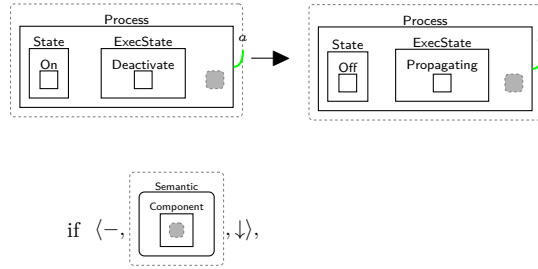 Process Process
State ExecState a State ExecState
On Deactivate Off Propagating
Semantic
Component
if ⟨−, , ↓⟩,